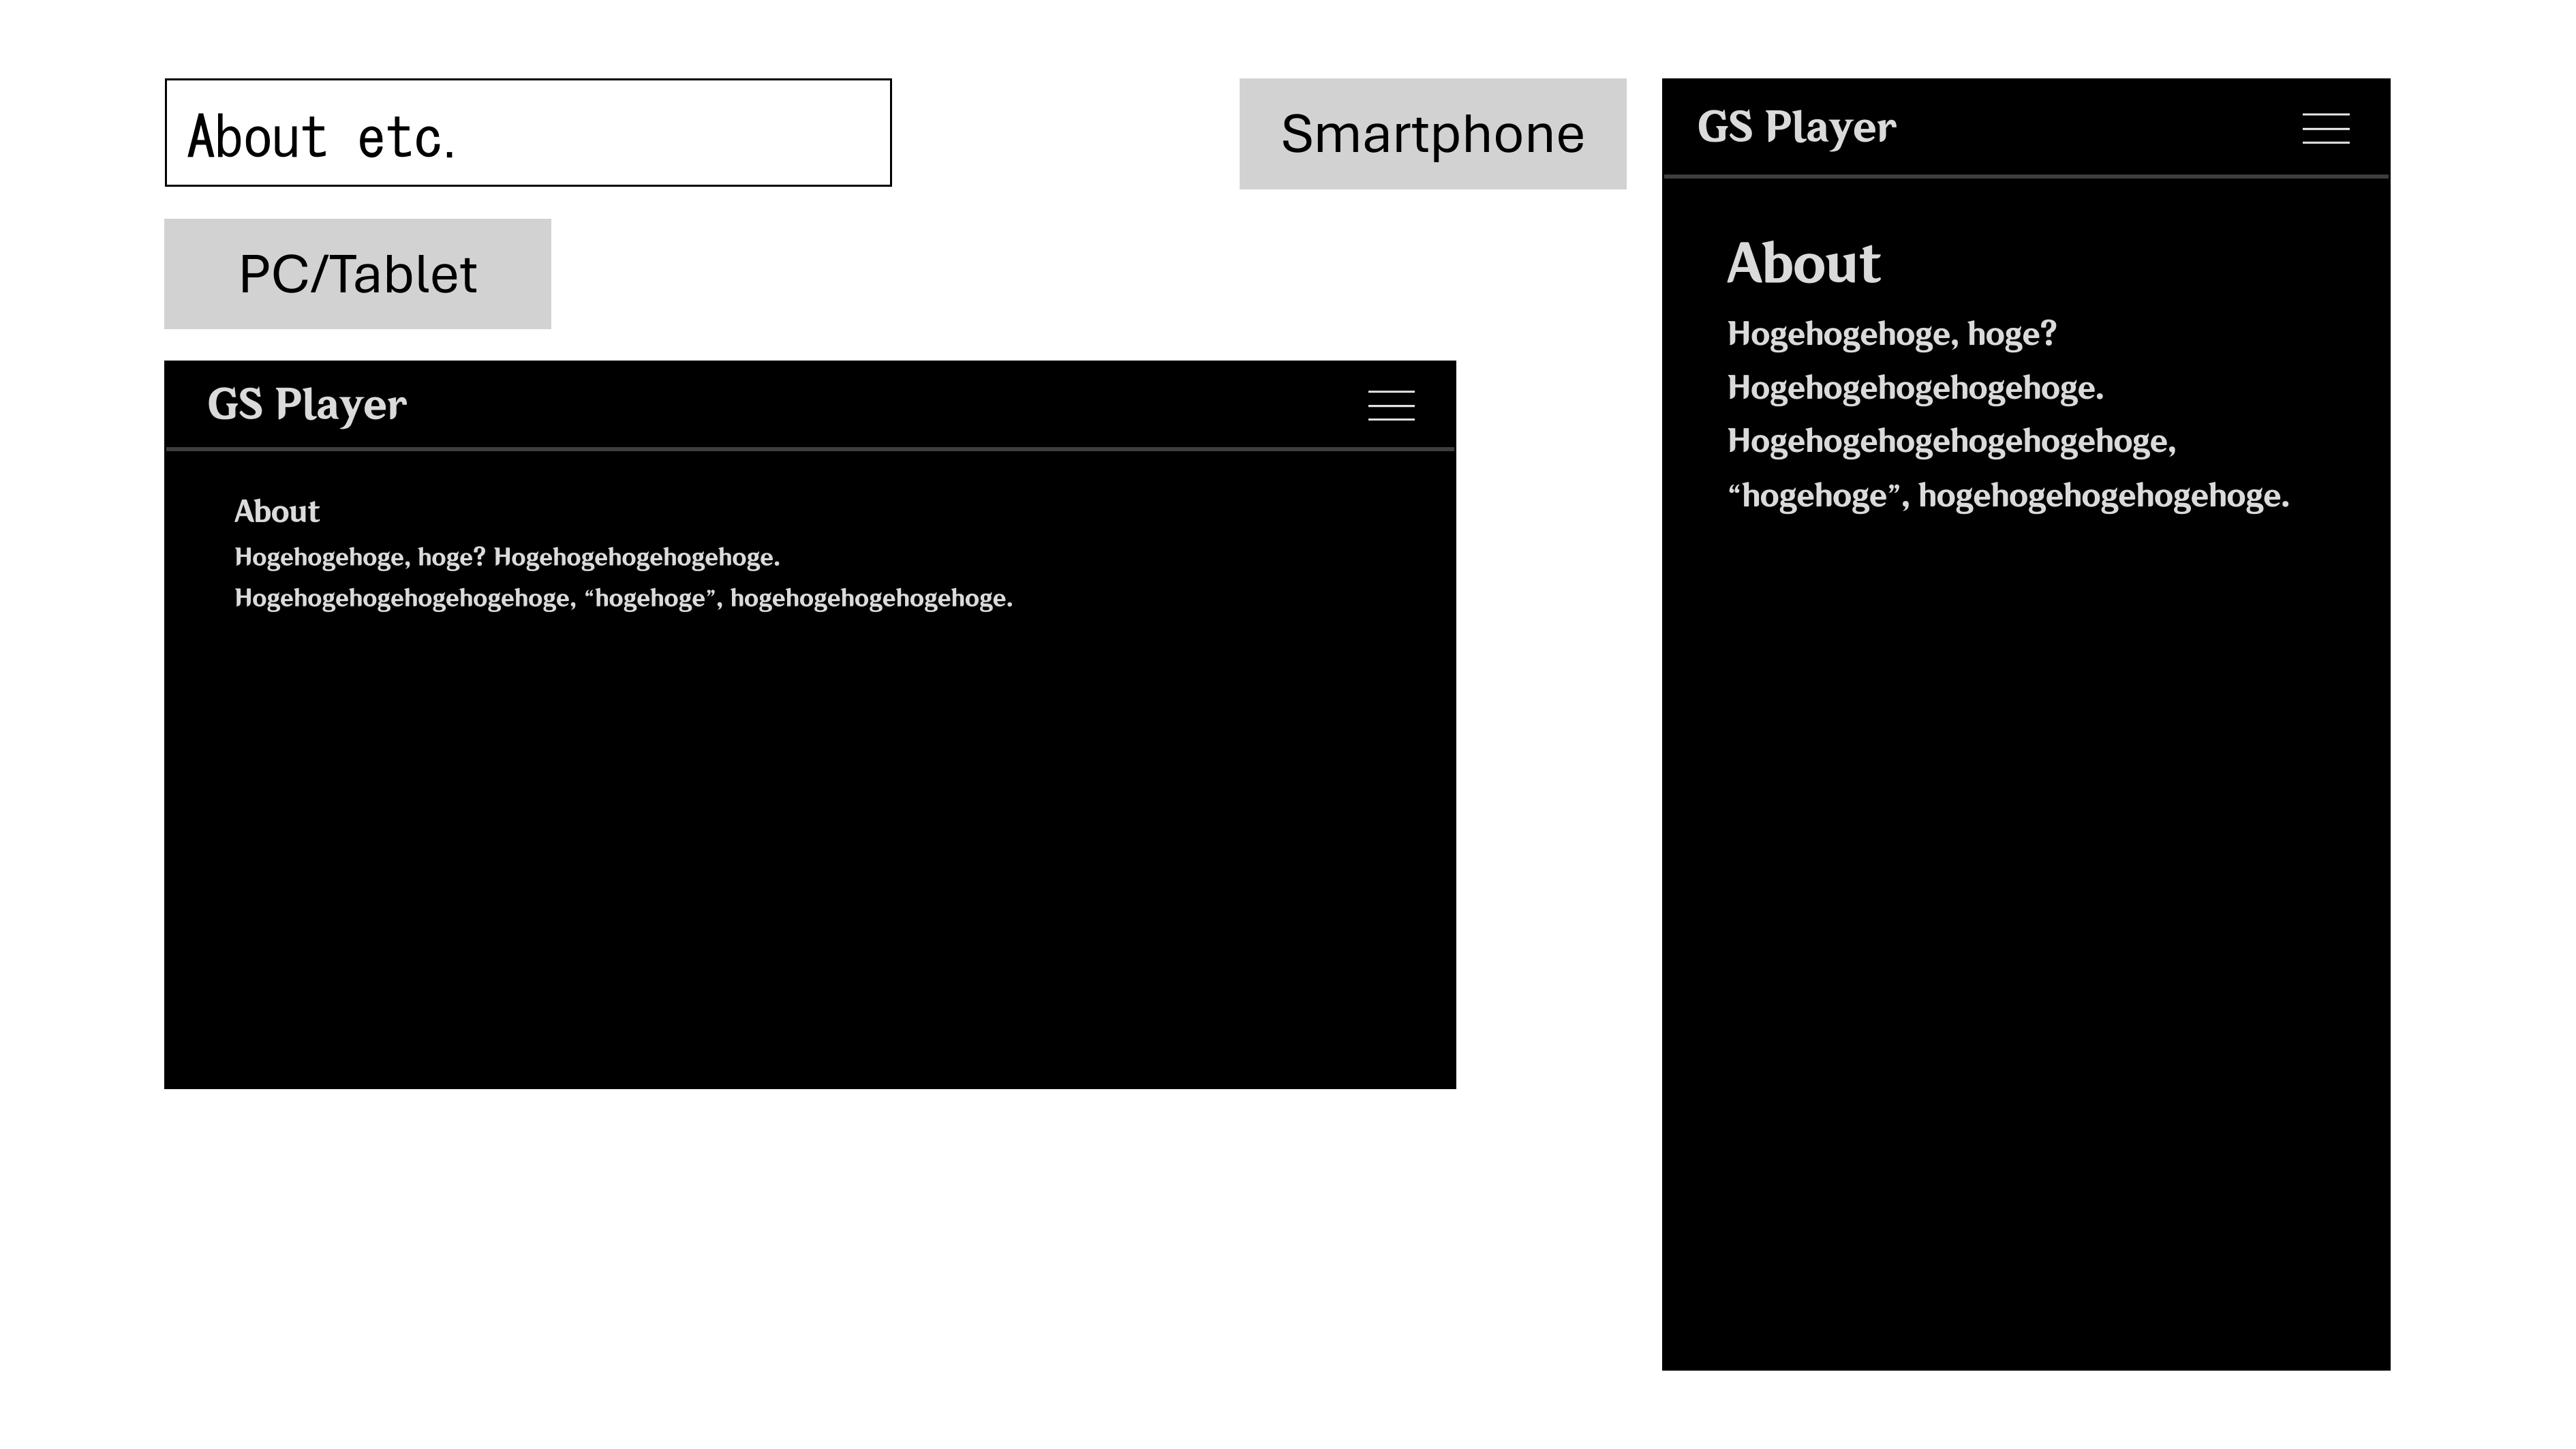 About etc.
PC/Tablet
GS Player
About
Hogehogehoge, hoge? Hogehogehogehogehoge.
Hogehogehogehogehogehoge, “hogehoge”, hogehogehogehogehoge.
Smartphone
GS Player
About
Hogehogehoge, hoge?
Hogehogehogehogehoge.
Hogehogehogehogehogehoge,
“hogehoge”, hogehogehogehogehoge.